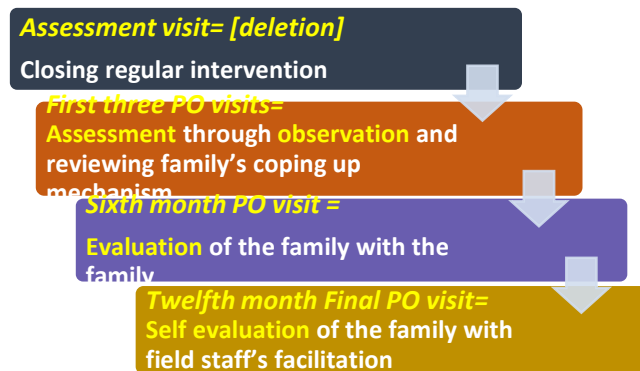 Assessment visit= [deletion]
Closing regular intervention
First three PO visits=
Assessment through observation and
reviewing family's coping up
mechanism
Sixth month PO visit =
Evaluation of the family with the
family
Twelfth month Final PO visit=
Self evaluation of the family with
field staff's facilitation